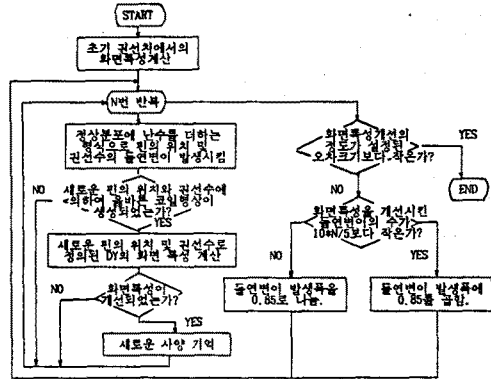 START
초기 권선치에서의
화면특성계산
N번 반복
정상분포에 난수를 더하는
형식으로 핀의 위치 및
권선수의 돌연변이 발생시킴
NO
새로운 핀의 위치와 권선수에
의하여 올바른 코일형상이
생성되었는가?
YES
새로운 핀의 위치 및 권선수로
정의된 DY의 화면 특성 계산
NO
화면특성이
개선되었는가?
YES
새로운 사양 기억
화면특성개선의
정도가 설정된
오차크기보다 작은가?
YES
END
NO
화면특성을 개선시킨
돌연변이의 수가
10*N/5보다 작은가?
NO
YES
돌연변이 발생폭을
0.85로 나눔.
돌연변이 발생폭에
0.85를 곱함.